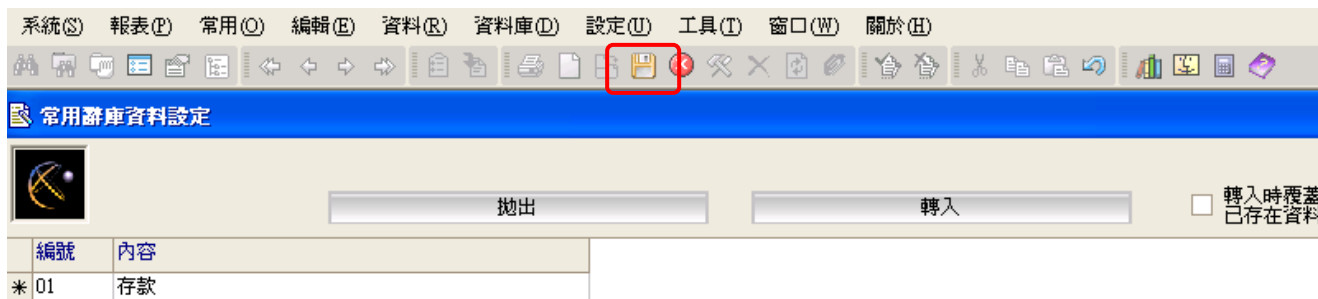 系統(S) 報表(P) 常用(O) 編輯(E) 資料(R) 資料庫(D) 設定(U) 工具(T) 窗口(W) 關於(H)
常用辭庫資料設定
拋出 轉入 轉入時覆蓋
已存在資料
編號 內容
01 存款